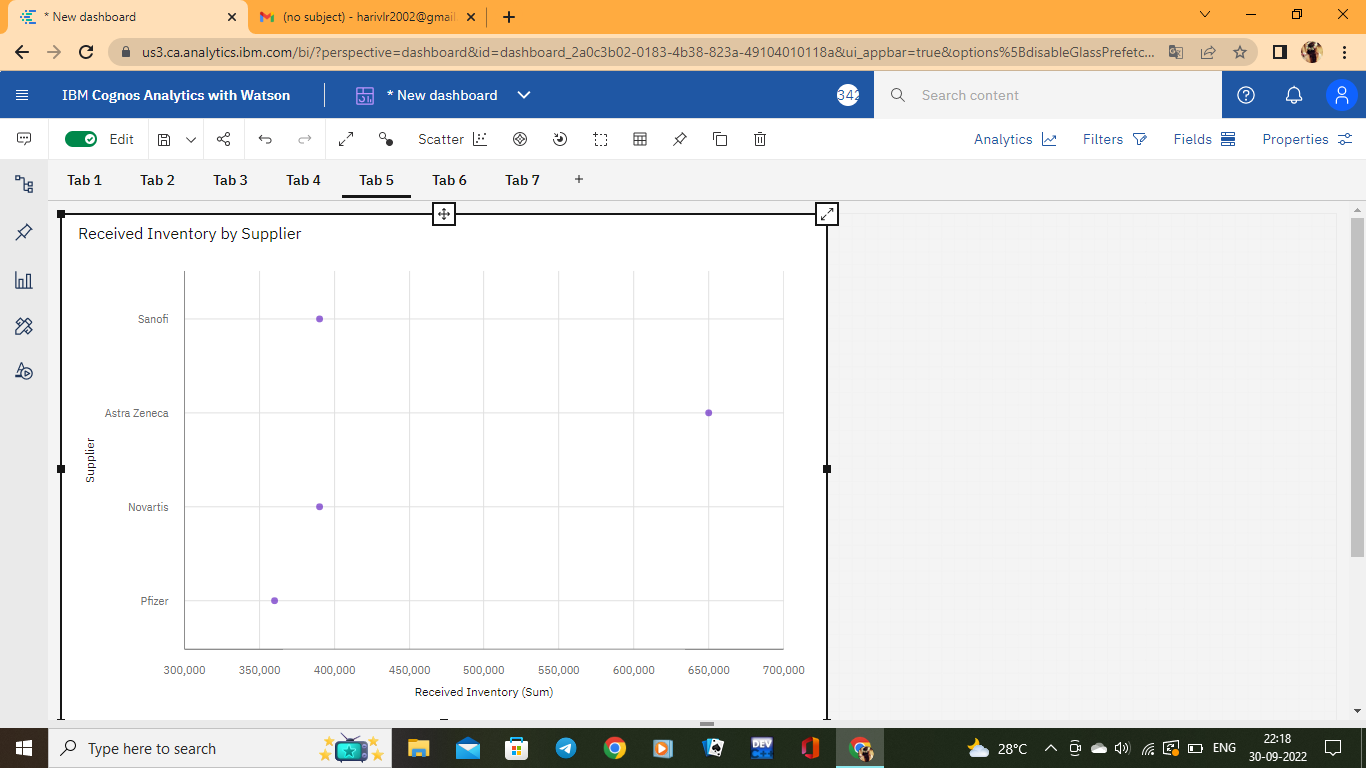 * New dashboard
(no subject) - harivlr2002@gmail
us3.ca.analytics.ibm.com/bi/?perspective=dashboard&id=dashboard_2a0c3b02-0183-4b38-823a-49104010118a&ui_appbar=true&options%5BdisableGlassPrefetc...
IBM Cognos Analytics with Watson
* New dashboard
342
Search content
Edit
Scatter
Analytics
Filters
Fields
Properties
Tab 1 Tab 2 Tab 3 Tab 4 Tab 5 Tab 6 Tab 7 +
Received Inventory by Supplier
Supplier
Sanofi
Astra Zeneca
Novartis
Pfizer
300,000 350,000 400,000 450,000 500,000 550,000 600,000 650,000 700,000
Received Inventory (Sum)
Type here to search
DEV
28°C
ENG
22:18
30-09-2022